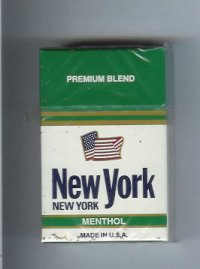 PREMIUM BLEND
New York
NEW YORK
MENTHOL
MADE IN U.S.A.